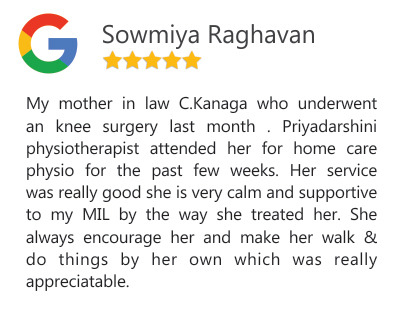 Sowmiya Raghavan
My mother in law C.Kanaga who underwent
an knee surgery last month . Priyadarshini
physiotherapist attended her for home care
physio for the past few weeks. Her service
was really good she is very calm and supportive
to my MIL by the way she treated her. She
always encourage her and make her walk &
do things by her own which was really
appreciatable.